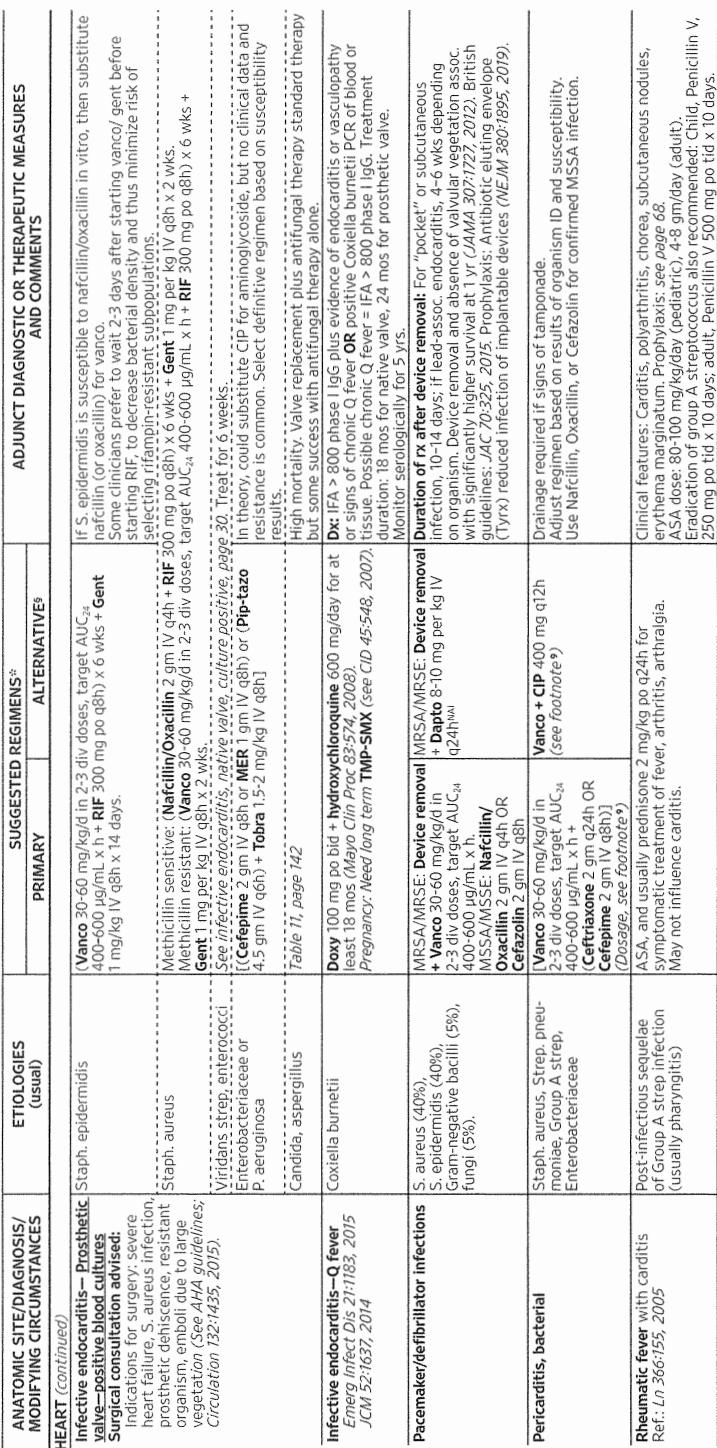 ANATOMIC SITE/DIAGNOSIS/
MODIFYING CIRCUMSTANCES
ETIOLOGIES
(usual)
SUGGESTED REGIMENS*
PRIMARY
ALTERNATIVE§
ADJUNCT DIAGNOSTIC OR THERAPEUTIC MEASURES
AND COMMENTS
HEART (continued)
Infective endocarditis— Prosthetic
valve—positive blood cultures
Surgical consultation advised:
Indications for surgery: severe
heart failure, S. aureus infection,
prosthetic dehiscence, resistant
organism, emboli due to large
vegetation (See AHA guidelines;
Circulation 132:1435, 2015).
Staph. epidermidis
(Vanco 30-60 mg/kg/d in 2-3 div doses, target AUC24
400-600 µg/mL x h + RIF 300 mg po q8h) x 6 wks + Gent
1 mg/kg IV q8h x 14 days.
If S. epidermidis is susceptible to nafcillin/oxacillin in vitro, then substitute
nafcillin (or oxacillin) for vanco.
Some clinicians prefer to wait 2-3 days after starting vanco/ gent before
starting RIF, to decrease bacterial density and thus minimize risk of
selecting rifampin-resistant subpopulations.
Staph. aureus
Methicillin sensitive: (Nafcillin/Oxacillin 2 gm IV q4h + RIF 300 mg po q8h) x 6 wks + Gent 1 mg per kg IV q8h x 2 wks.
Methicillin resistant: (Vanco 30-60 mg/kg/d in 2-3 div doses, target AUC24 400-600 µg/mL x h + RIF 300 mg po q8h) x 6 wks +
Gent 1 mg per kg IV q8h x 2 wks.
Viridans strep, enterococci
See infective endocarditis, native valve, culture positive, page 30. Treat for 6 weeks.
Enterobacteriaceae or
P. aeruginosa
[(Cefepime 2 gm IV q8h or MER 1 gm IV q8h) or (Pip-tazo
4.5 gm IV q6h) + Tobra 1.5-2 mg/kg IV q8h]
In theory, could substitute CIP for aminoglycoside, but no clinical data and
resistance is common. Select definitive regimen based on susceptibility
results.
Candida, aspergillus
Table 11, page 142
High mortality. Valve replacement plus antifungal therapy standard therapy
but some success with antifungal therapy alone.
Infective endocarditis—Q fever
Emerg Infect Dis 21:1183, 2015
JCM 52:1637, 2014
Coxiella burnetii
Doxy 100 mg po bid + hydroxychloroquine 600 mg/day for at
least 18 mos (Mayo Clin Proc 83:574, 2008).
Pregnancy: Need long term TMP-SMX (see CID 45:548, 2007).
Dx: IFA > 800 phase I IgG plus evidence of endocarditis or vasculopathy
or signs of chronic Q fever OR positive Coxiella burnetii PCR of blood or
tissue. Possible chronic Q fever = IFA > 800 phase I IgG. Treatment
duration: 18 mos for native valve, 24 mos for prosthetic valve.
Monitor serologically for 5 yrs.
Pacemaker/defibrillator infections
S. aureus (40%),
S. epidermidis (40%),
Gram-negative bacilli (5%),
fungi (5%).
MRSA/MRSE: Device removal
+ Vanco 30-60 mg/kg/d in
2-3 div doses, target AUC24
400-600 µg/mL x h.
MSSA/MSSE: Nafcillin/
Oxacillin 2 gm IV q4h OR
Cefazolin 2 gm IV q8h
MRSA/MRSE: Device removal
+ Dapto 8-10 mg per kg IV
q24hNAI
Duration of rx after device removal: For "pocket" or subcutaneous
infection, 10-14 days; if lead-assoc. endocarditis, 4-6 wks depending
on organism. Device removal and absence of valvular vegetation assoc.
with significantly higher survival at 1 yr (JAMA 307:1727, 2012). British
guidelines: JAC 70:325, 2015. Prophylaxis: Antibiotic eluting envelope
(Tyrx) reduced infection of implantable devices (NEJM 380:1895, 2019).
Pericarditis, bacterial
Staph. aureus, Strep. pneu-
moniae, Group A strep,
Enterobacteriaceae
[Vanco 30-60 mg/kg/d in
2-3 div doses, target AUC24
400-600 µg/mL x h +
(Ceftriaxone 2 gm q24h OR
Cefepime 2 gm IV q8h)]
(Dosage, see footnote⁹)
Vanco + CIP 400 mg q12h
(see footnote⁹)
Drainage required if signs of tamponade.
Adjust regimen based on results of organism ID and susceptibility.
Use Nafcillin, Oxacillin, or Cefazolin for confirmed MSSA infection.
Rheumatic fever with carditis
Ref.: Ln 366:155, 2005
Post-infectious sequelae
of Group A strep infection
(usually pharyngitis)
ASA, and usually prednisone 2 mg/kg po q24h for
symptomatic treatment of fever, arthritis, arthralgia.
May not influence carditis.
Clinical features: Carditis, polyarthritis, chorea, subcutaneous nodules,
erythema marginatum. Prophylaxis: see page 68.
ASA dose: 80-100 mg/kg/day (pediatric), 4-8 gm/day (adult).
Eradication of group A streptococcus also recommended: Child, Penicillin V,
250 mg po tid x 10 days; adult, Penicillin V 500 mg po tid x 10 days.